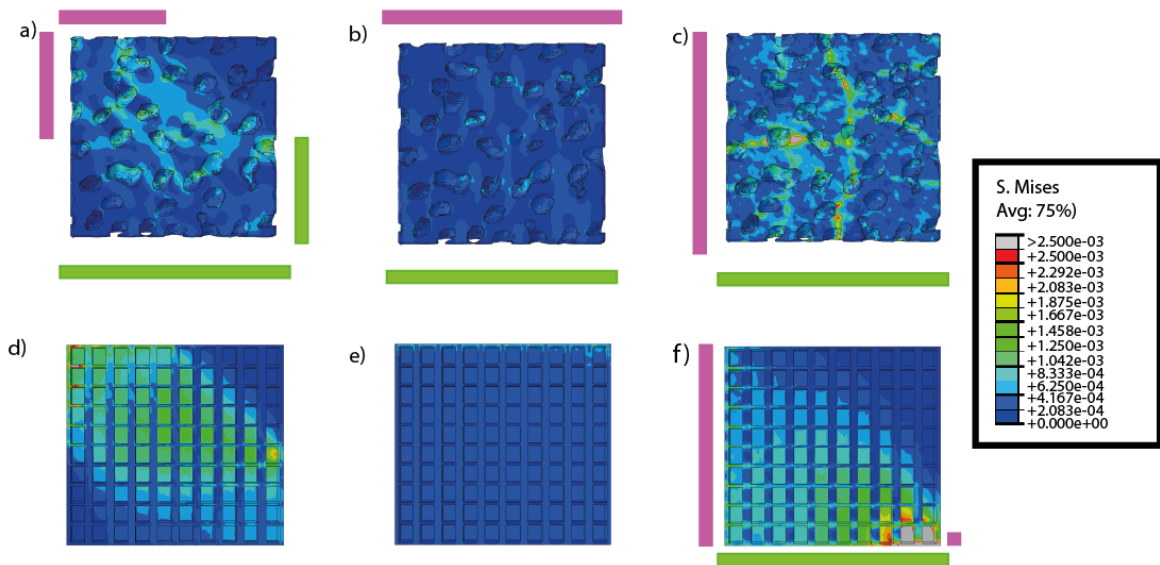 a)
b)
c)
S. Mises
Avg: 75%)
>2.500e-03
+2.500e-03
+2.292e-03
+2.083e-03
+1.875e-03
+1.667e-03
+1.458e-03
+1.250e-03
+1.042e-03
+8.333e-04
+6.250e-04
+4.167e-04
+2.083e-04
+0.000e+00
d)
e)
f)